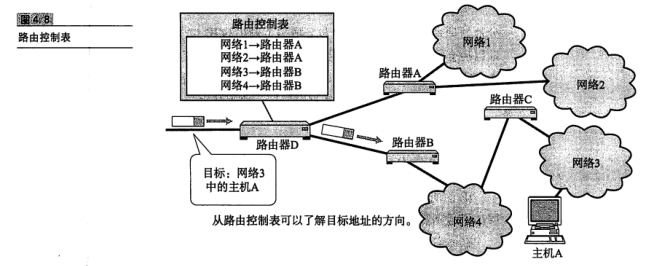 图4.8
路由控制表
路由控制表
网络1→路由器A
网络2→路由器A
网络3→路由器B
网络4→路由器B
网络1
路由器A
网络2
路由器C
路由器D
路由器B
网络3
目标：网络3
中的主机A
网络4
从路由控制表可以了解目标地址的方向。
主机A